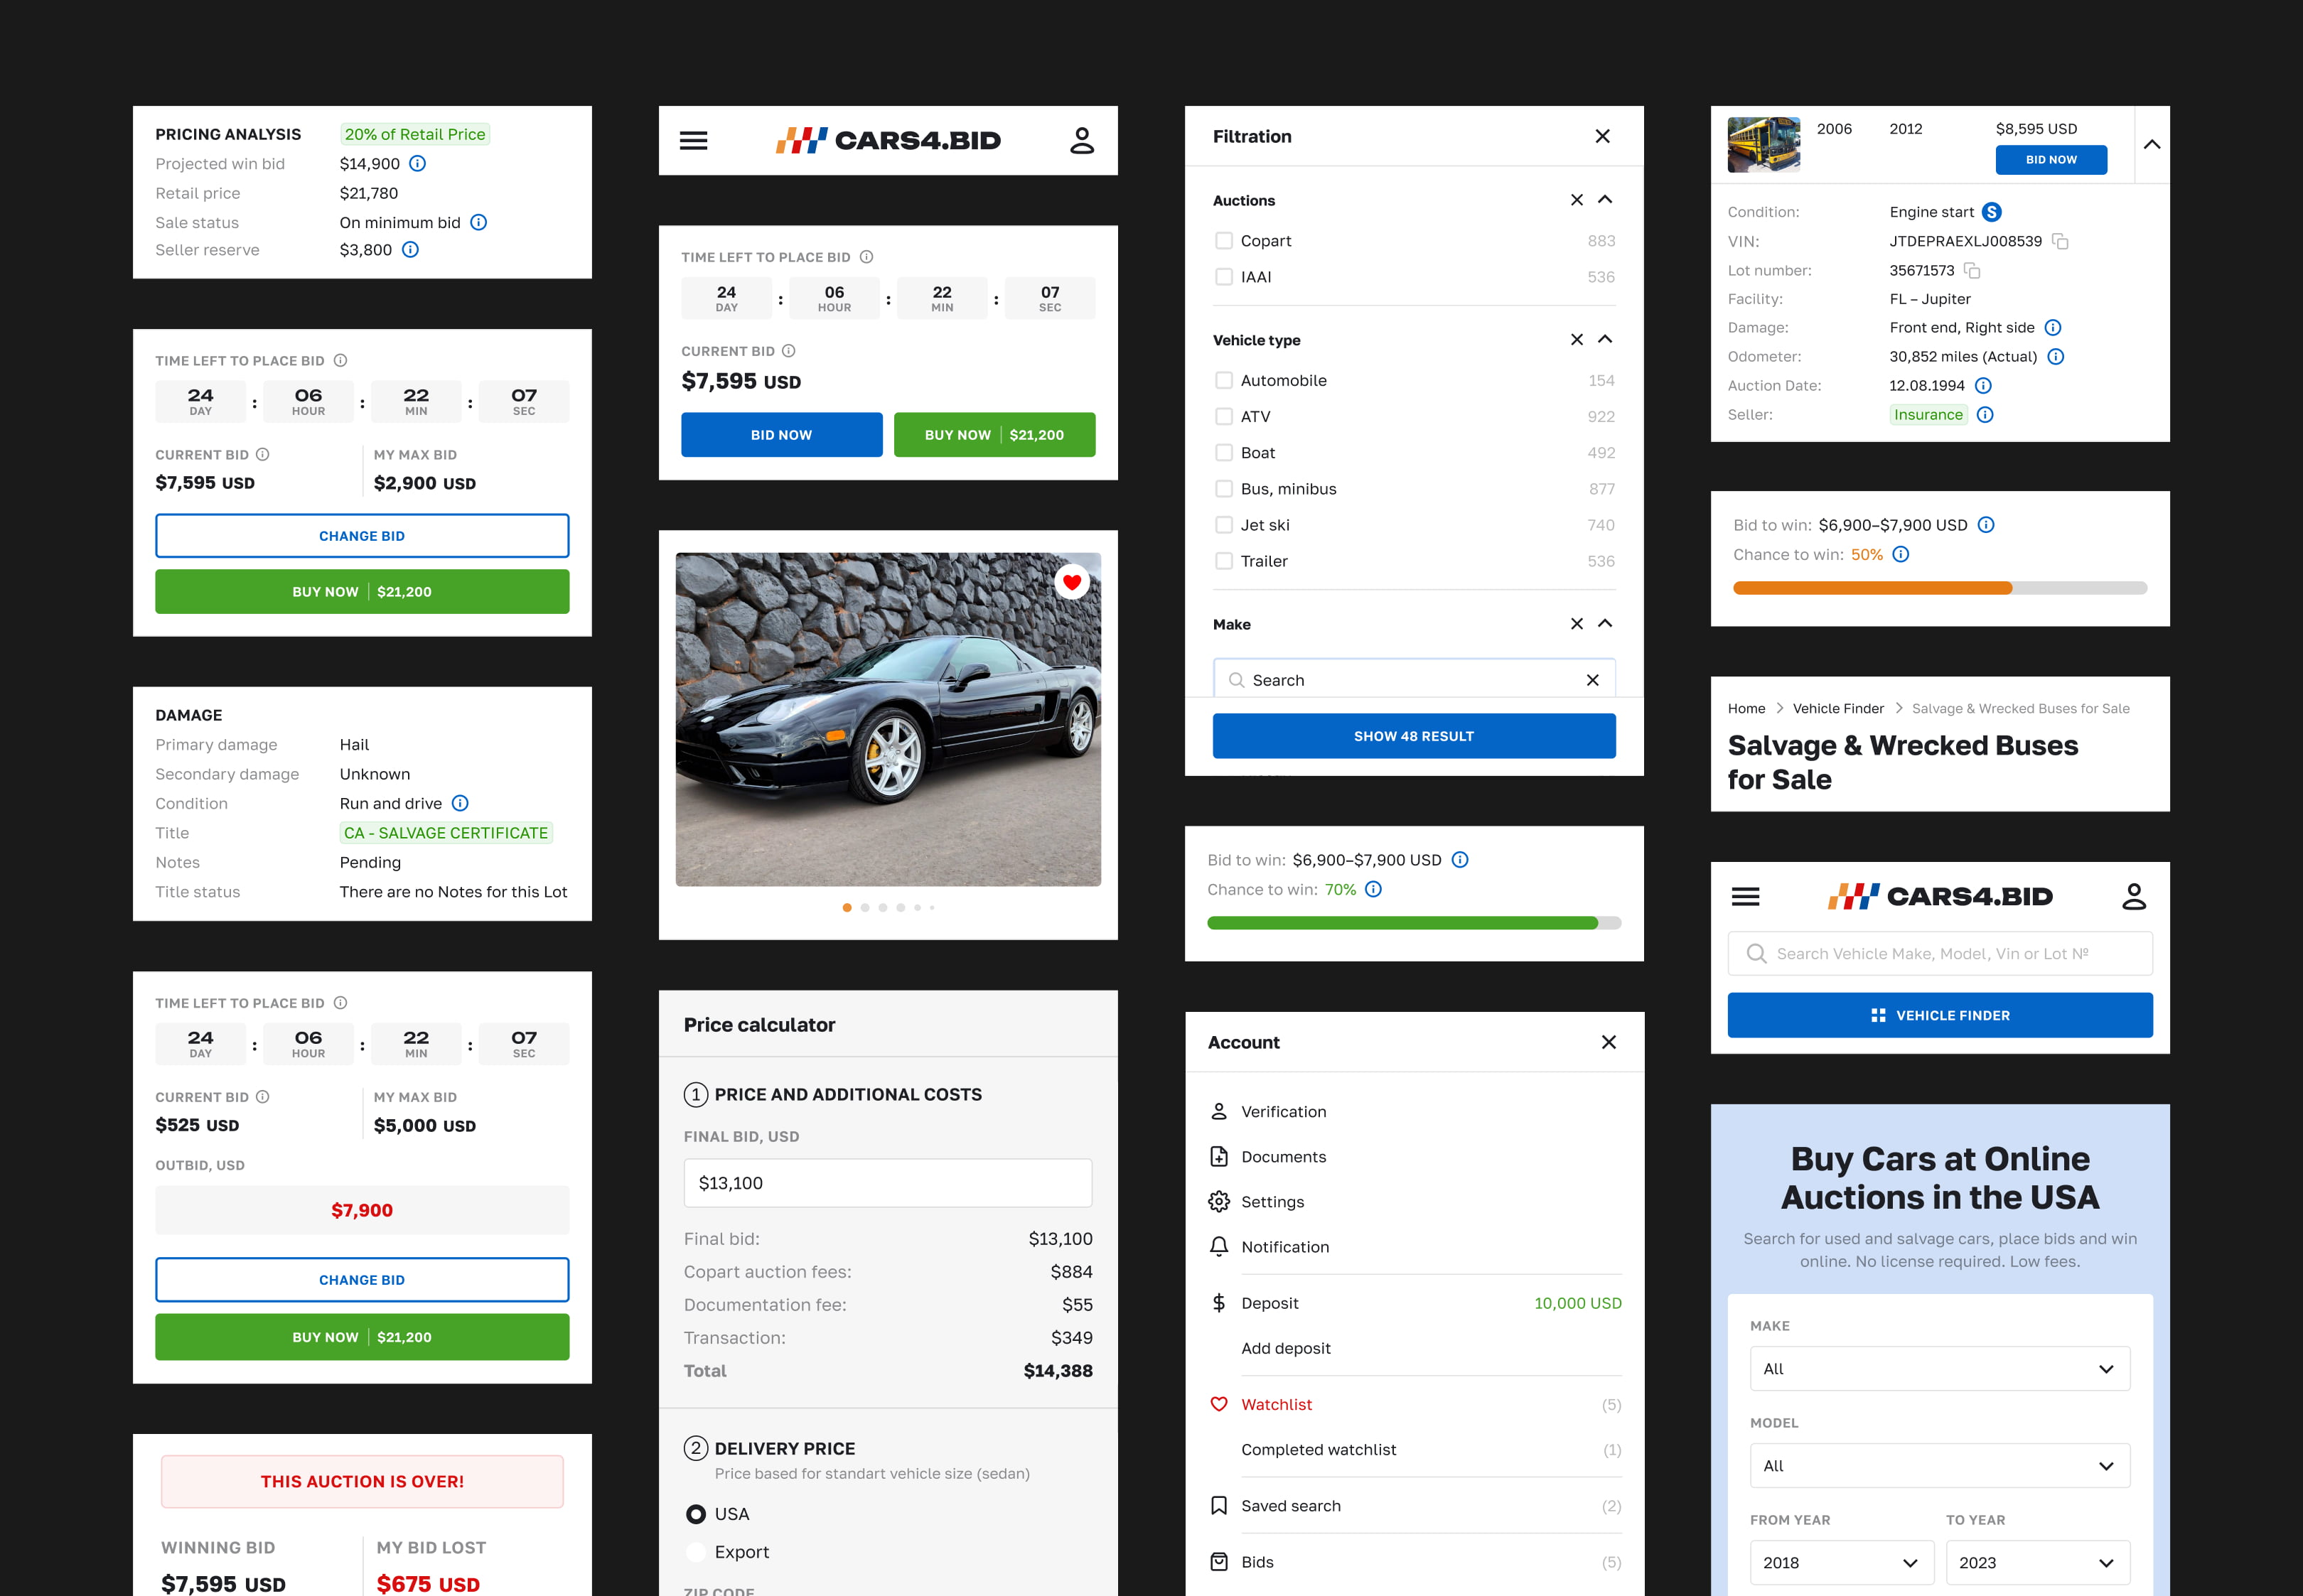 PRICING ANALYSIS 20% of Retail Price
Projected win bid $14,900
Retail price $21,780
Sale status On minimum bid
Seller reserve $3,800
TIME LEFT TO PLACE BID
24 : 06 : 22 : 07
DAY HOUR MIN SEC
CURRENT BID MY MAX BID
$7,595 USD $2,900 USD
CHANGE BID
BUY NOW | $21,200
DAMAGE
Primary damage Hail
Secondary damage Unknown
Condition Run and drive
Title CA - SALVAGE CERTIFICATE
Notes Pending
Title status There are no Notes for this Lot
TIME LEFT TO PLACE BID
24 : 06 : 22 : 07
DAY HOUR MIN SEC
CURRENT BID MY MAX BID
$525 USD $5,000 USD
OUTBID, USD
$7,900
CHANGE BID
BUY NOW | $21,200
THIS AUCTION IS OVER!
WINNING BID MY BID LOST
$7,595 USD $675 USD
CARS4.BID
TIME LEFT TO PLACE BID
24 : 06 : 22 : 07
DAY HOUR MIN SEC
CURRENT BID
$7,595 USD
BID NOW BUY NOW | $21,200
Price calculator
1 PRICE AND ADDITIONAL COSTS
FINAL BID, USD
$13,100
Final bid: $13,100
Copart auction fees: $884
Documentation fee: $55
Transaction: $349
Total $14,388
2 DELIVERY PRICE
Price based for standart vehicle size (sedan)
USA
Export
ZIP CODE
Filtration
Auctions
Copart 883
IAAI 536
Vehicle type
Automobile 154
ATV 922
Boat 492
Bus, minibus 877
Jet ski 740
Trailer 536
Make
Search
SHOW 48 RESULT
Bid to win: $6,900–$7,900 USD
Chance to win: 70%
Account
Verification
Documents
Settings
Notification
Deposit 10,000 USD
Add deposit
Watchlist (5)
Completed watchlist (1)
Saved search (2)
Bids (5)
2006 2012 $8,595 USD
BID NOW
Condition: Engine start S
VIN: JTDEPRAEXLJ008539
Lot number: 35671573
Facility: FL – Jupiter
Damage: Front end, Right side
Odometer: 30,852 miles (Actual)
Auction Date: 12.08.1994
Seller: Insurance
Bid to win: $6,900–$7,900 USD
Chance to win: 50%
Home > Vehicle Finder > Salvage & Wrecked Buses for Sale
Salvage & Wrecked Buses
for Sale
CARS4.BID
Search Vehicle Make, Model, Vin or Lot №
VEHICLE FINDER
Buy Cars at Online
Auctions in the USA
Search for used and salvage cars, place bids and win
online. No license required. Low fees.
MAKE
All
MODEL
All
FROM YEAR TO YEAR
2018 2023